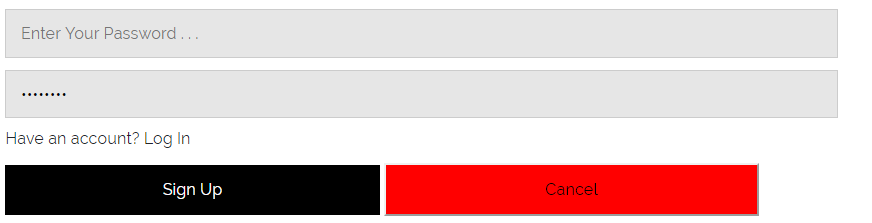 Enter Your Password . . .
••••••••
Have an account? Log In
Sign Up
Cancel